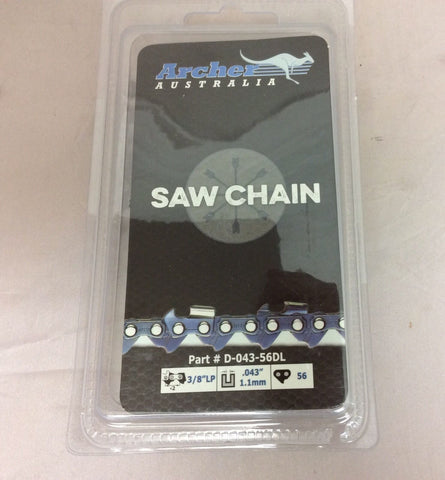 Archer
AUSTRALIA
SAW CHAIN
Part # D-043-56DL
3/8"LP
.043"
1.1mm
56